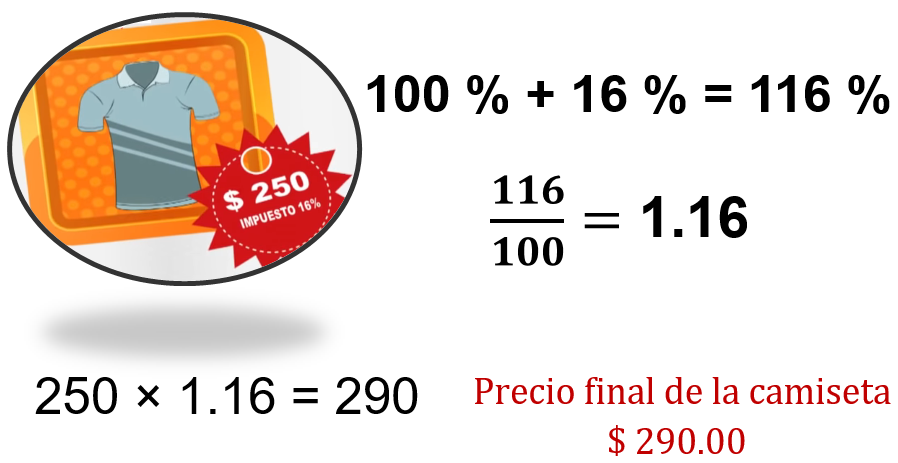 $ 250
IMPUESTO 16%
100 % + 16 % = 116 %
116
100
= 1.16
250 × 1.16 = 290
Precio final de la camiseta
$ 290.00